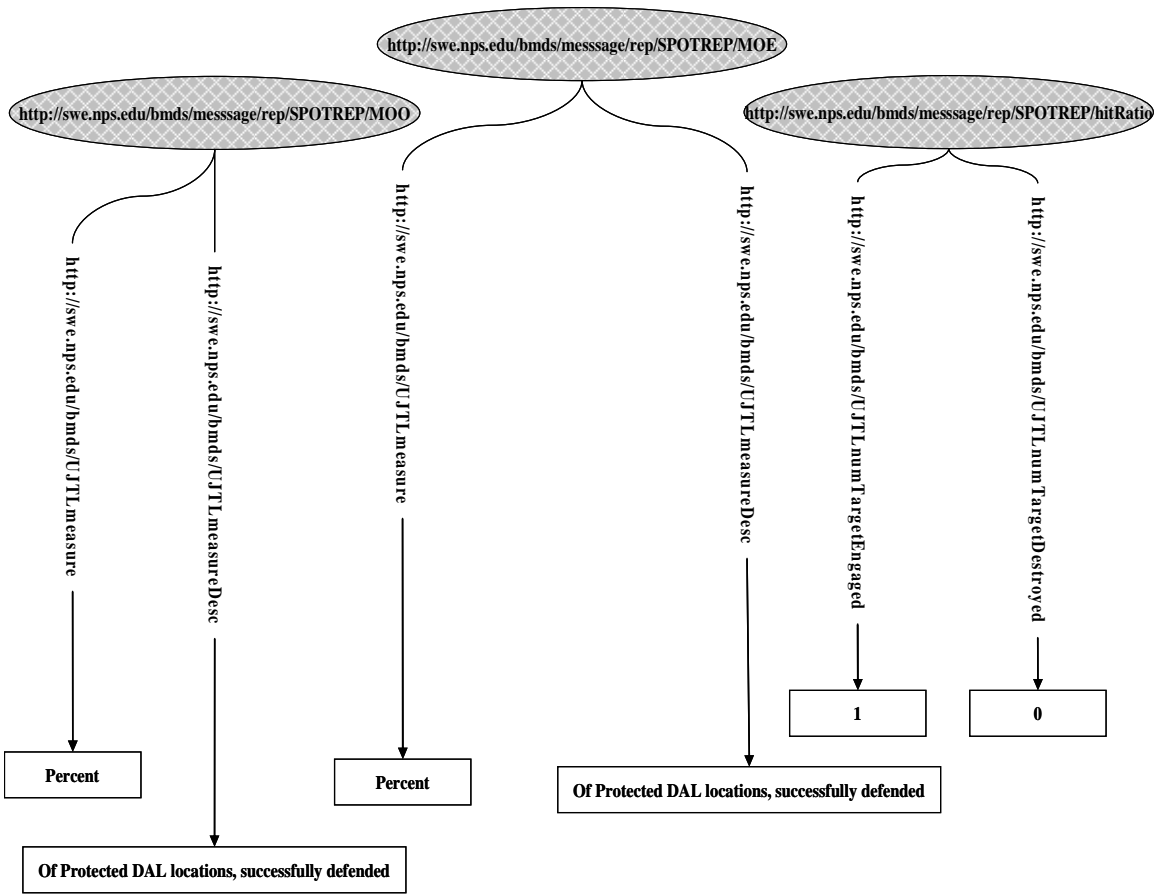 http://swe.nps.edu/bmds/messsage/rep/SPOTREP/MOE
http://swe.nps.edu/bmds/messsage/rep/SPOTREP/MOO
http://swe.nps.edu/bmds/messsage/rep/SPOTREP/hitRatio
http://swe.nps.edu/bmds/UJTLmeasure
http://swe.nps.edu/bmds/UJTLmeasureDesc
http://swe.nps.edu/bmds/UJTLmeasure
http://swe.nps.edu/bmds/UJTLmeasureDesc
http://swe.nps.edu/bmds/UJTLnumTargetEngaged
http://swe.nps.edu/bmds/UJTLnumTargetDestroyed
1
0
Percent
Percent
Of Protected DAL locations, successfully defended
Of Protected DAL locations, successfully defended